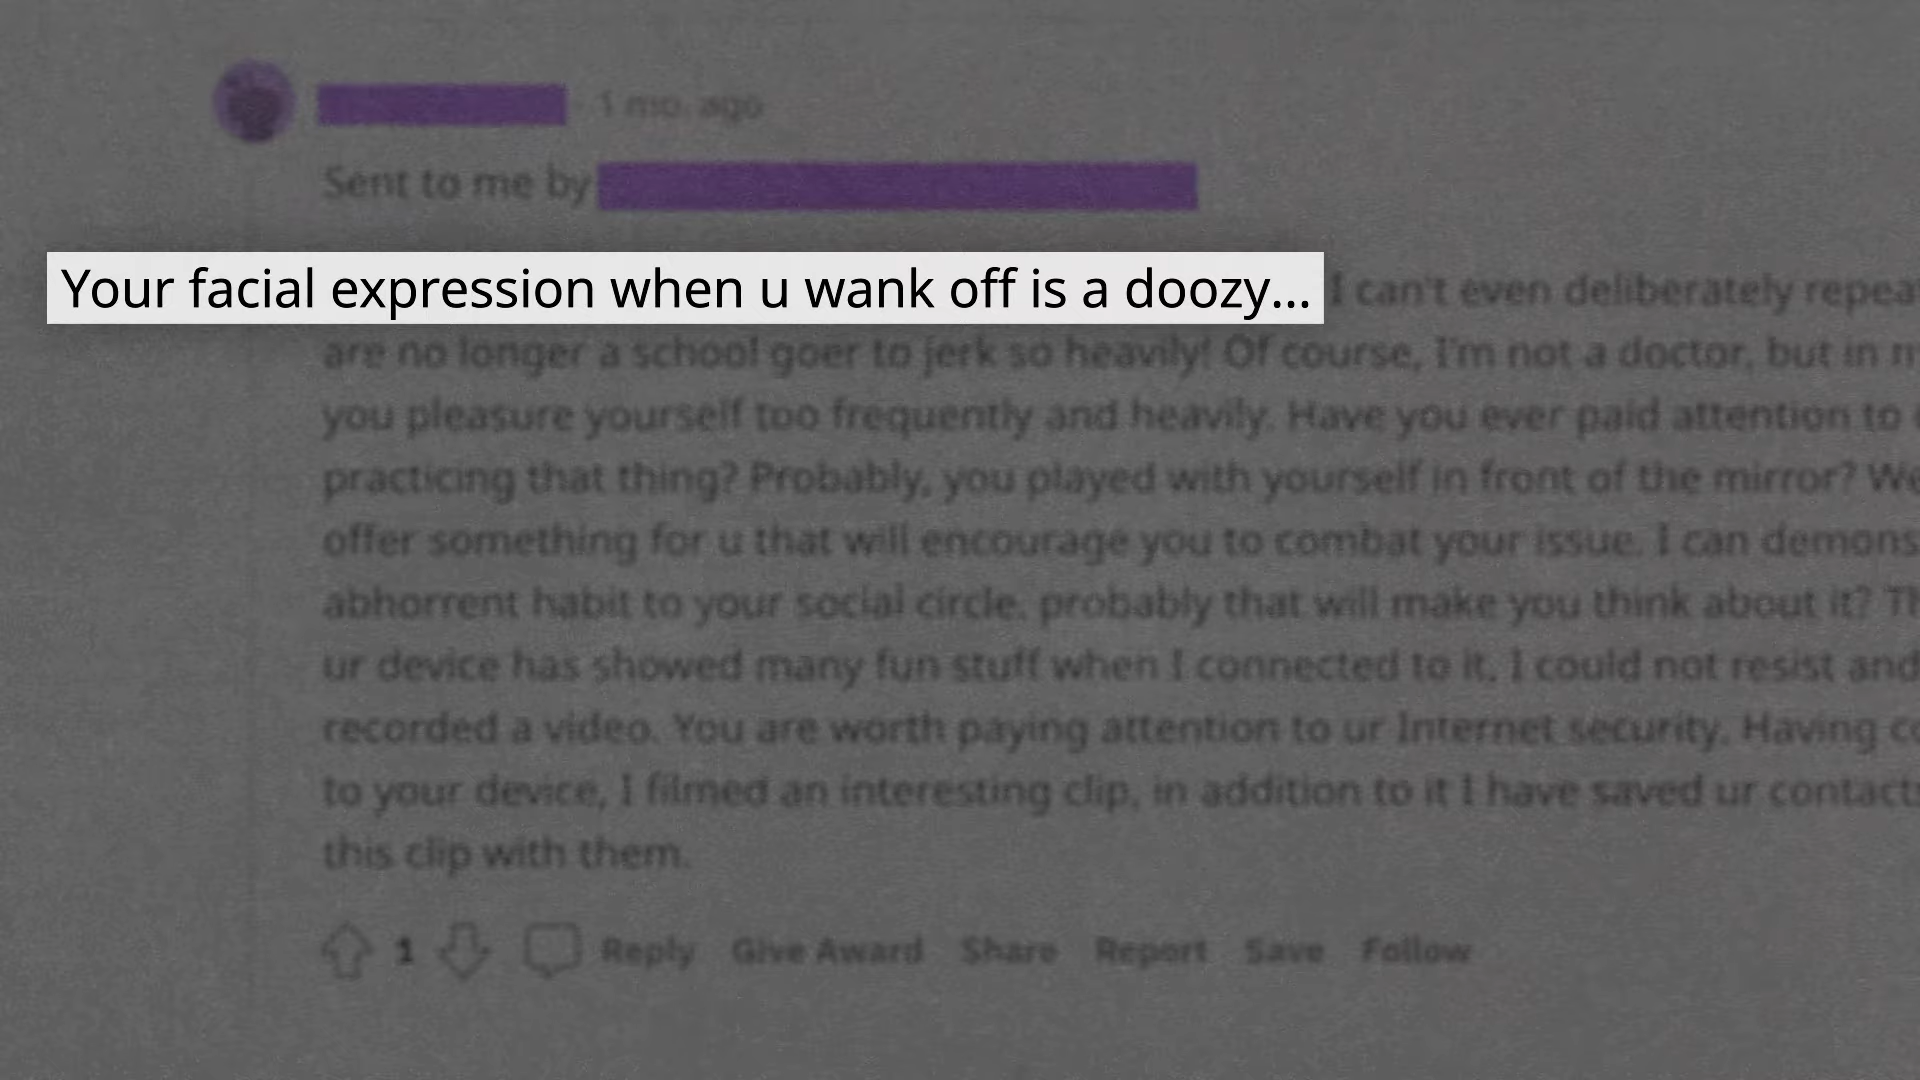 1 mo. ago
Sent to me by
Your facial expression when u wank off is a doozy... I can't even deliberately repea
are no longer a school goer to jerk so heavily! Of course, I'm not a doctor, but in
you pleasure yourself too frequently and heavily. Have you ever paid attention to
practicing that thing? Probably, you played with yourself in front of the mirror? We
offer something for u that will encourage you to combat your issue. I can demons
abhorrent habit to your social circle, probably that will make you think about it? Th
ur device has showed many fun stuff when I connected to it, I could not resist and
recorded a video. You are worth paying attention to ur Internet security. Having co
to your device, I filmed an interesting clip, in addition to it I have saved ur contacts
this clip with them.
1 Reply Give Award Share Report Save Follow